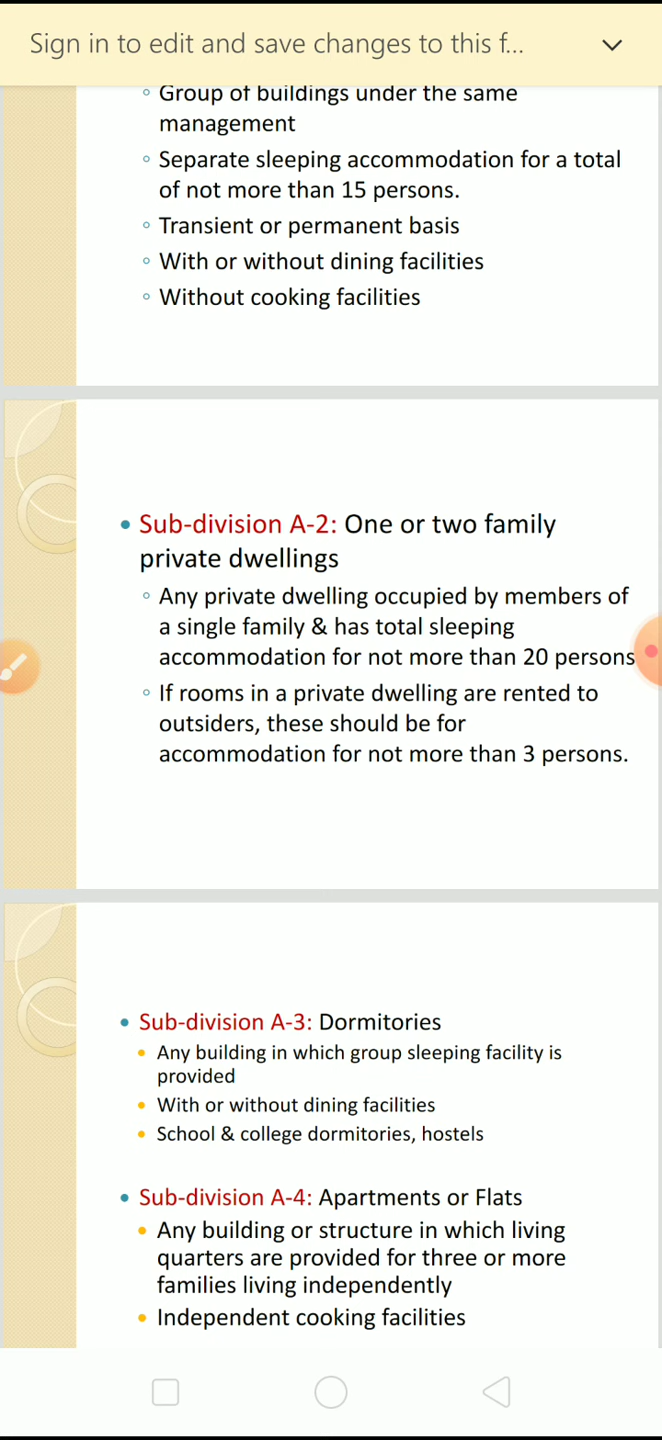 Sign in to edit and save changes to this f...
Group of buildings under the same
management
Separate sleeping accommodation for a total
of not more than 15 persons.
Transient or permanent basis
With or without dining facilities
Without cooking facilities
Sub-division A-2: One or two family
private dwellings
Any private dwelling occupied by members of
a single family & has total sleeping
accommodation for not more than 20 persons
If rooms in a private dwelling are rented to
outsiders, these should be for
accommodation for not more than 3 persons.
Sub-division A-3: Dormitories
Any building in which group sleeping facility is
provided
With or without dining facilities
School & college dormitories, hostels
Sub-division A-4: Apartments or Flats
Any building or structure in which living
quarters are provided for three or more
families living independently
Independent cooking facilities